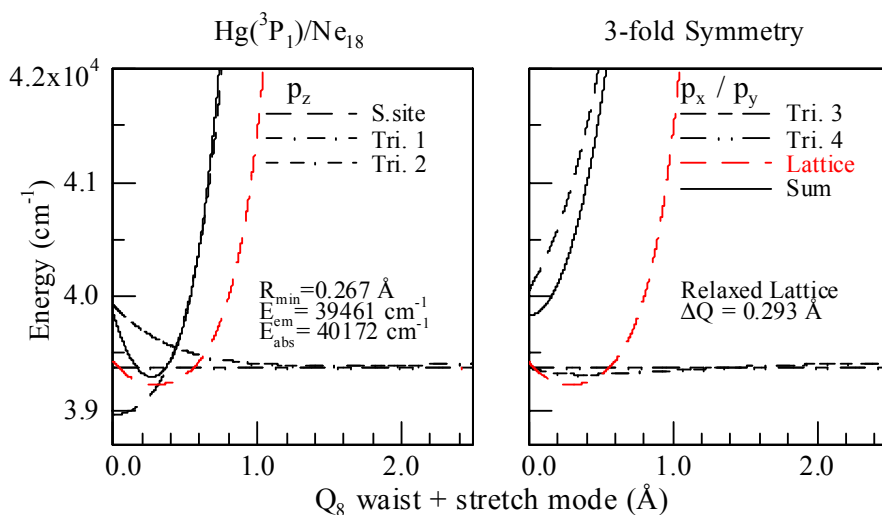 Hg(³P₁)/Ne₁₈
3-fold Symmetry
4.2x10⁴
4.1
4.0
3.9
Energy (cm⁻¹)
p_z
S.site
Tri. 1
Tri. 2
R_min=0.267 Å
E_em= 39461 cm⁻¹
E_abs= 40172 cm⁻¹
0.0 1.0 2.0
p_x / p_y
Tri. 3
Tri. 4
Lattice
Sum
Relaxed Lattice
ΔQ = 0.293 Å
0.0 1.0 2.0
Q₈ waist + stretch mode (Å)